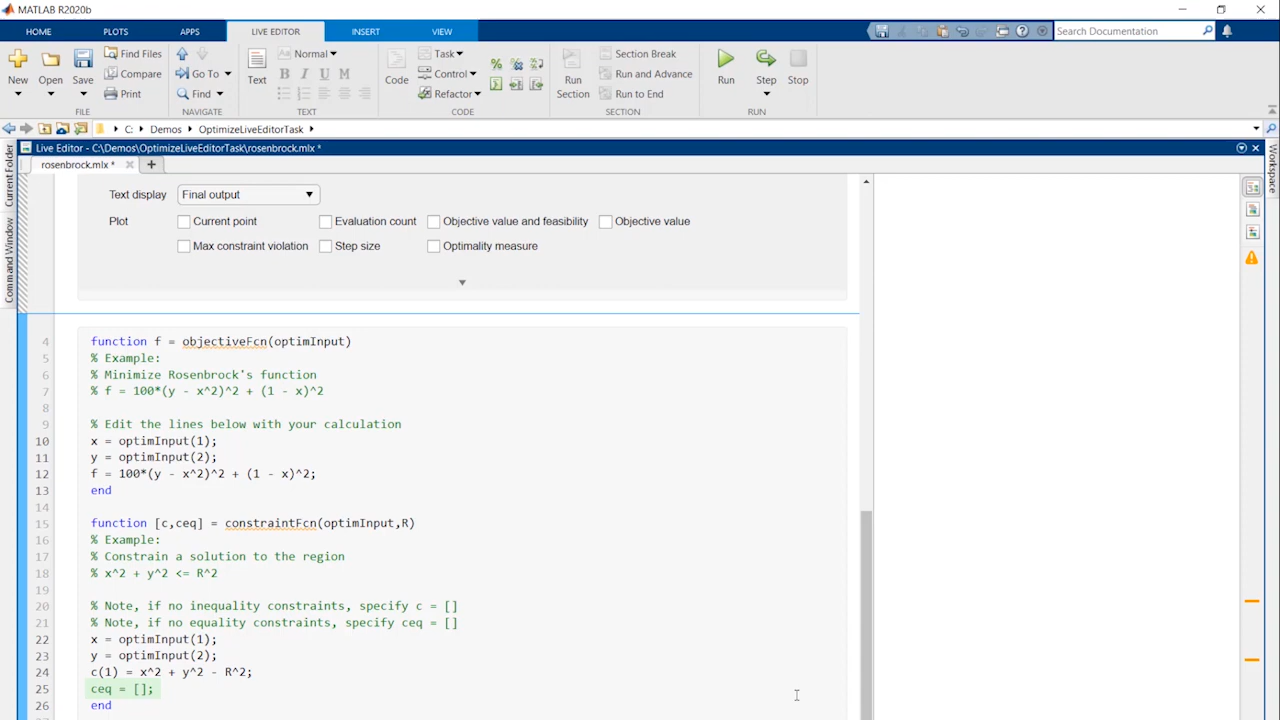 MATLAB R2020b
HOME PLOTS APPS LIVE EDITOR INSERT VIEW Search Documentation
New Open Save Find Files Compare Print
FILE
Go To Find
NAVIGATE
Text Normal B I U M
TEXT
Code Task Control Refactor
CODE
Run Section Section Break Run and Advance Run to End
SECTION
Run Step Stop
RUN
C: Demos OptimizeLiveEditorTask
Current Folder
Command Window
Workspace
Live Editor - C:\Demos\OptimizeLiveEditorTask\rosenbrock.mlx *
rosenbrock.mlx *
Text display Final output
Plot Current point Evaluation count Objective value and feasibility Objective value
Max constraint violation Step size Optimality measure
4 function f = objectiveFcn(optimInput)
5 % Example:
6 % Minimize Rosenbrock's function
7 % f = 100*(y - x^2)^2 + (1 - x)^2
8
9 % Edit the lines below with your calculation
10 x = optimInput(1);
11 y = optimInput(2);
12 f = 100*(y - x^2)^2 + (1 - x)^2;
13 end
14
15 function [c,ceq] = constraintFcn(optimInput,R)
16 % Example:
17 % Constrain a solution to the region
18 % x^2 + y^2 <= R^2
19
20 % Note, if no inequality constraints, specify c = []
21 % Note, if no equality constraints, specify ceq = []
22 x = optimInput(1);
23 y = optimInput(2);
24 c(1) = x^2 + y^2 - R^2;
25 ceq = [];
26 end